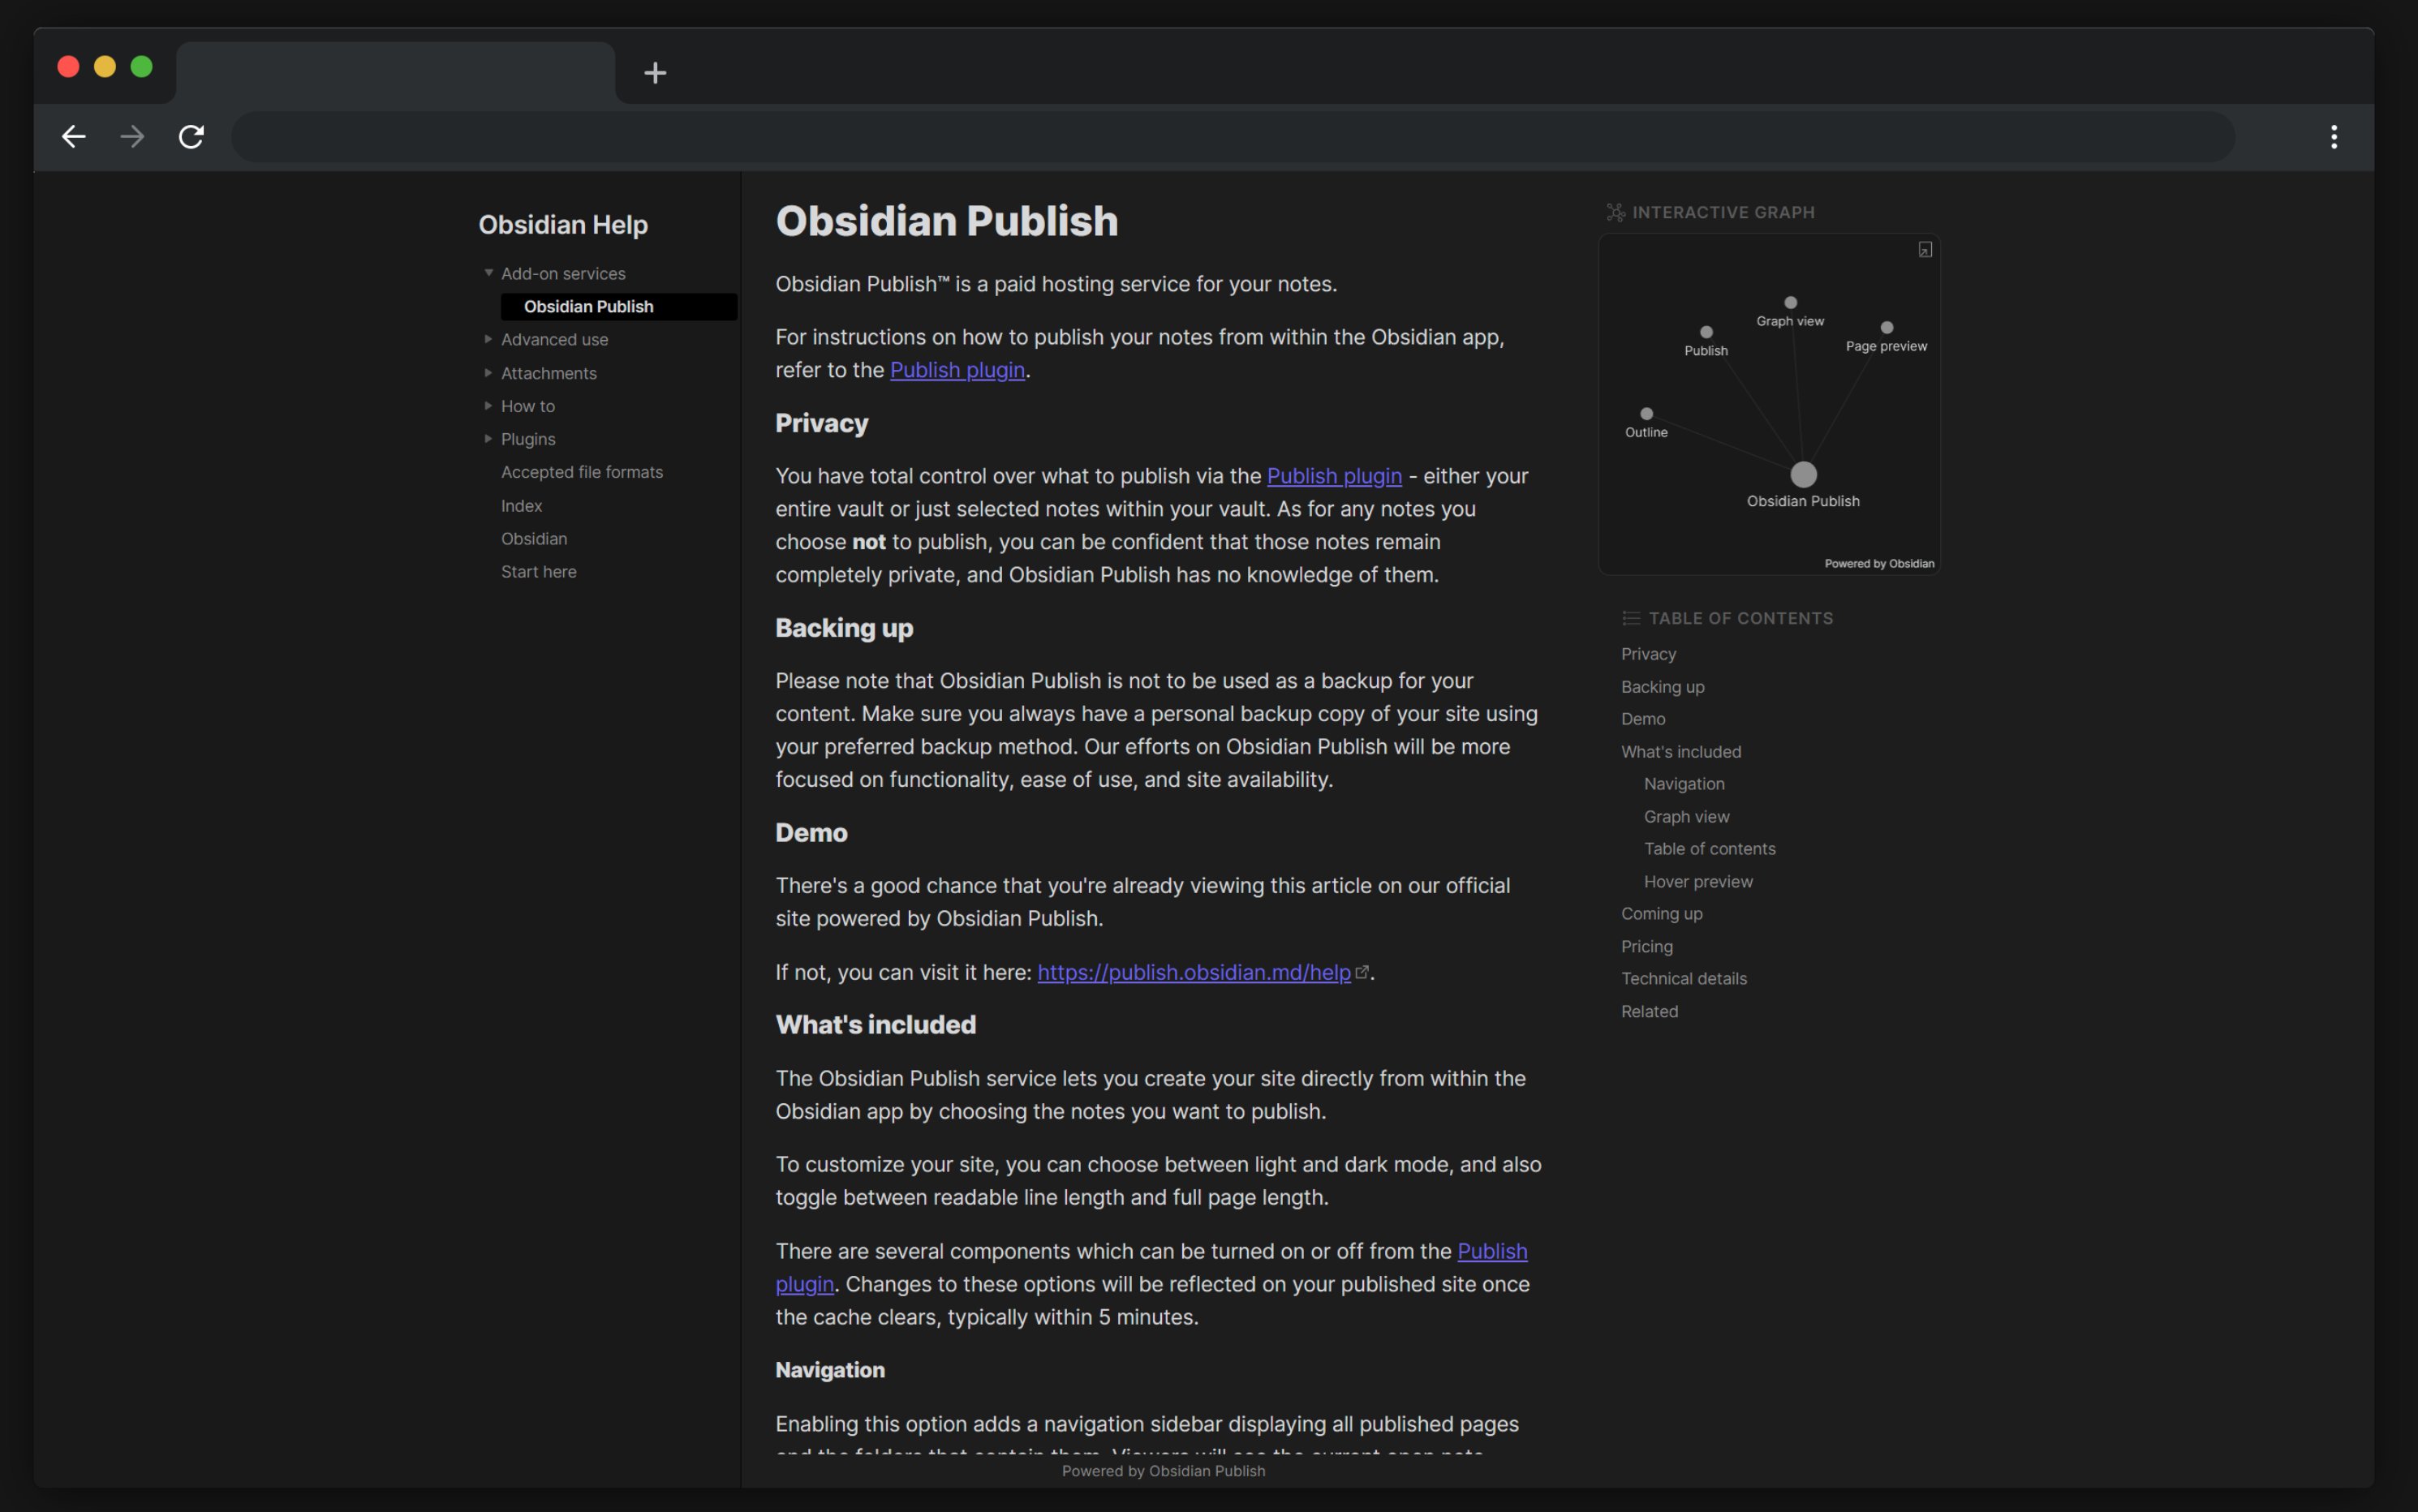 Obsidian Help
Add-on services
Obsidian Publish
Advanced use
Attachments
How to
Plugins
Accepted file formats
Index
Obsidian
Start here
Obsidian Publish
Obsidian Publish™ is a paid hosting service for your notes.
For instructions on how to publish your notes from within the Obsidian app,
refer to the Publish plugin.
Privacy
You have total control over what to publish via the Publish plugin - either your
entire vault or just selected notes within your vault. As for any notes you
choose not to publish, you can be confident that those notes remain
completely private, and Obsidian Publish has no knowledge of them.
Backing up
Please note that Obsidian Publish is not to be used as a backup for your
content. Make sure you always have a personal backup copy of your site using
your preferred backup method. Our efforts on Obsidian Publish will be more
focused on functionality, ease of use, and site availability.
Demo
There's a good chance that you're already viewing this article on our official
site powered by Obsidian Publish.
If not, you can visit it here: https://publish.obsidian.md/help.
What's included
The Obsidian Publish service lets you create your site directly from within the
Obsidian app by choosing the notes you want to publish.
To customize your site, you can choose between light and dark mode, and also
toggle between readable line length and full page length.
There are several components which can be turned on or off from the Publish
plugin. Changes to these options will be reflected on your published site once
the cache clears, typically within 5 minutes.
Navigation
Enabling this option adds a navigation sidebar displaying all published pages
and the folders that contain them. Viewers will see the current open note
Powered by Obsidian Publish
INTERACTIVE GRAPH
Graph view
Publish
Page preview
Outline
Obsidian Publish
Powered by Obsidian
TABLE OF CONTENTS
Privacy
Backing up
Demo
What's included
Navigation
Graph view
Table of contents
Hover preview
Coming up
Pricing
Technical details
Related